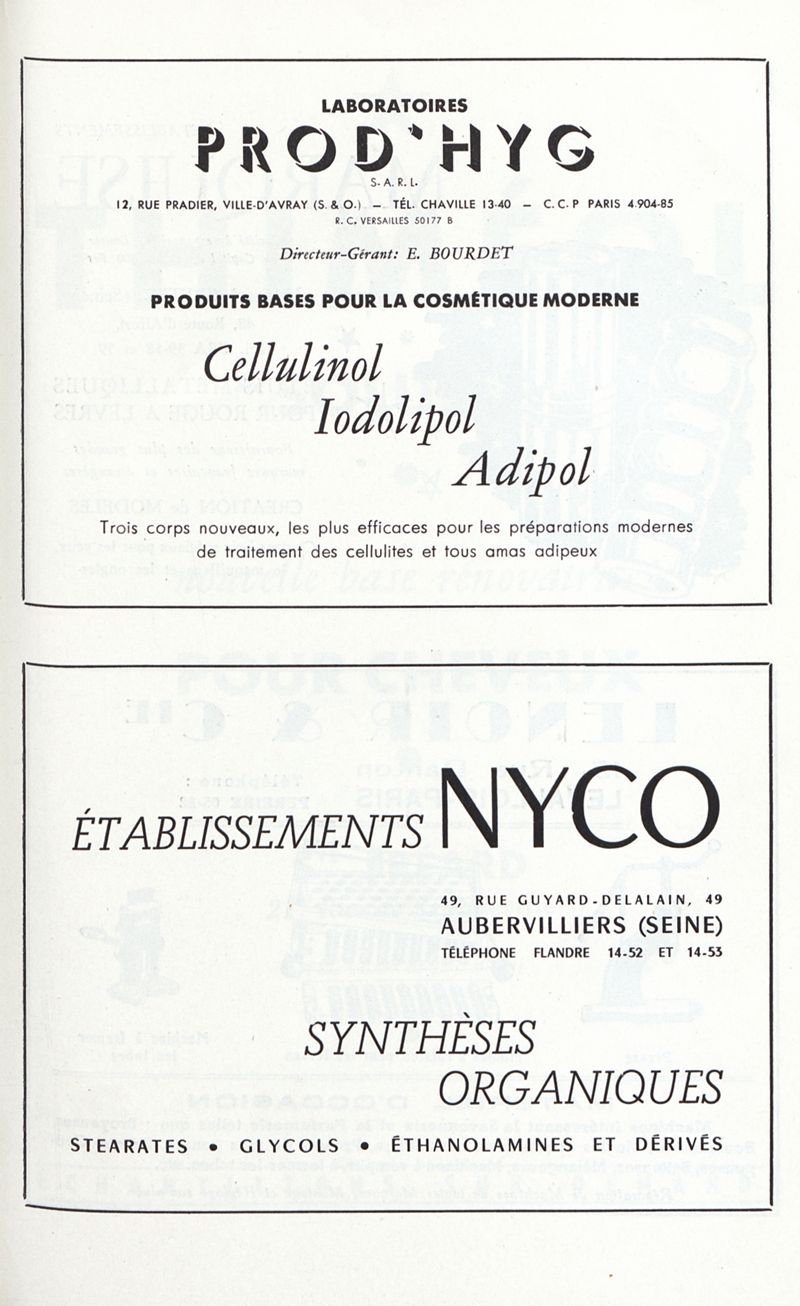 LABORATOIRES
PROD'HYG
S. A. R. L.
12, RUE PRADIER, VILLE-D'AVRAY (S. & O.) — TÉL. CHAVILLE 13-40 — C. C. P PARIS 4.904-85
R. C. VERSAILLES 50177 B
Directeur-Gérant: E. BOURDET
PRODUITS BASES POUR LA COSMÉTIQUE MODERNE
Cellulinol
Iodolipol
Adipol
Trois corps nouveaux, les plus efficaces pour les préparations modernes
de traitement des cellulites et tous amas adipeux
ÉTABLISSEMENTS NYCO
49, RUE GUYARD-DELALAIN, 49
AUBERVILLIERS (SEINE)
TÉLÉPHONE FLANDRE 14-52 ET 14-53
SYNTHÈSES
ORGANIQUES
STEARATES • GLYCOLS • ÉTHANOLAMINES ET DÉRIVÉS